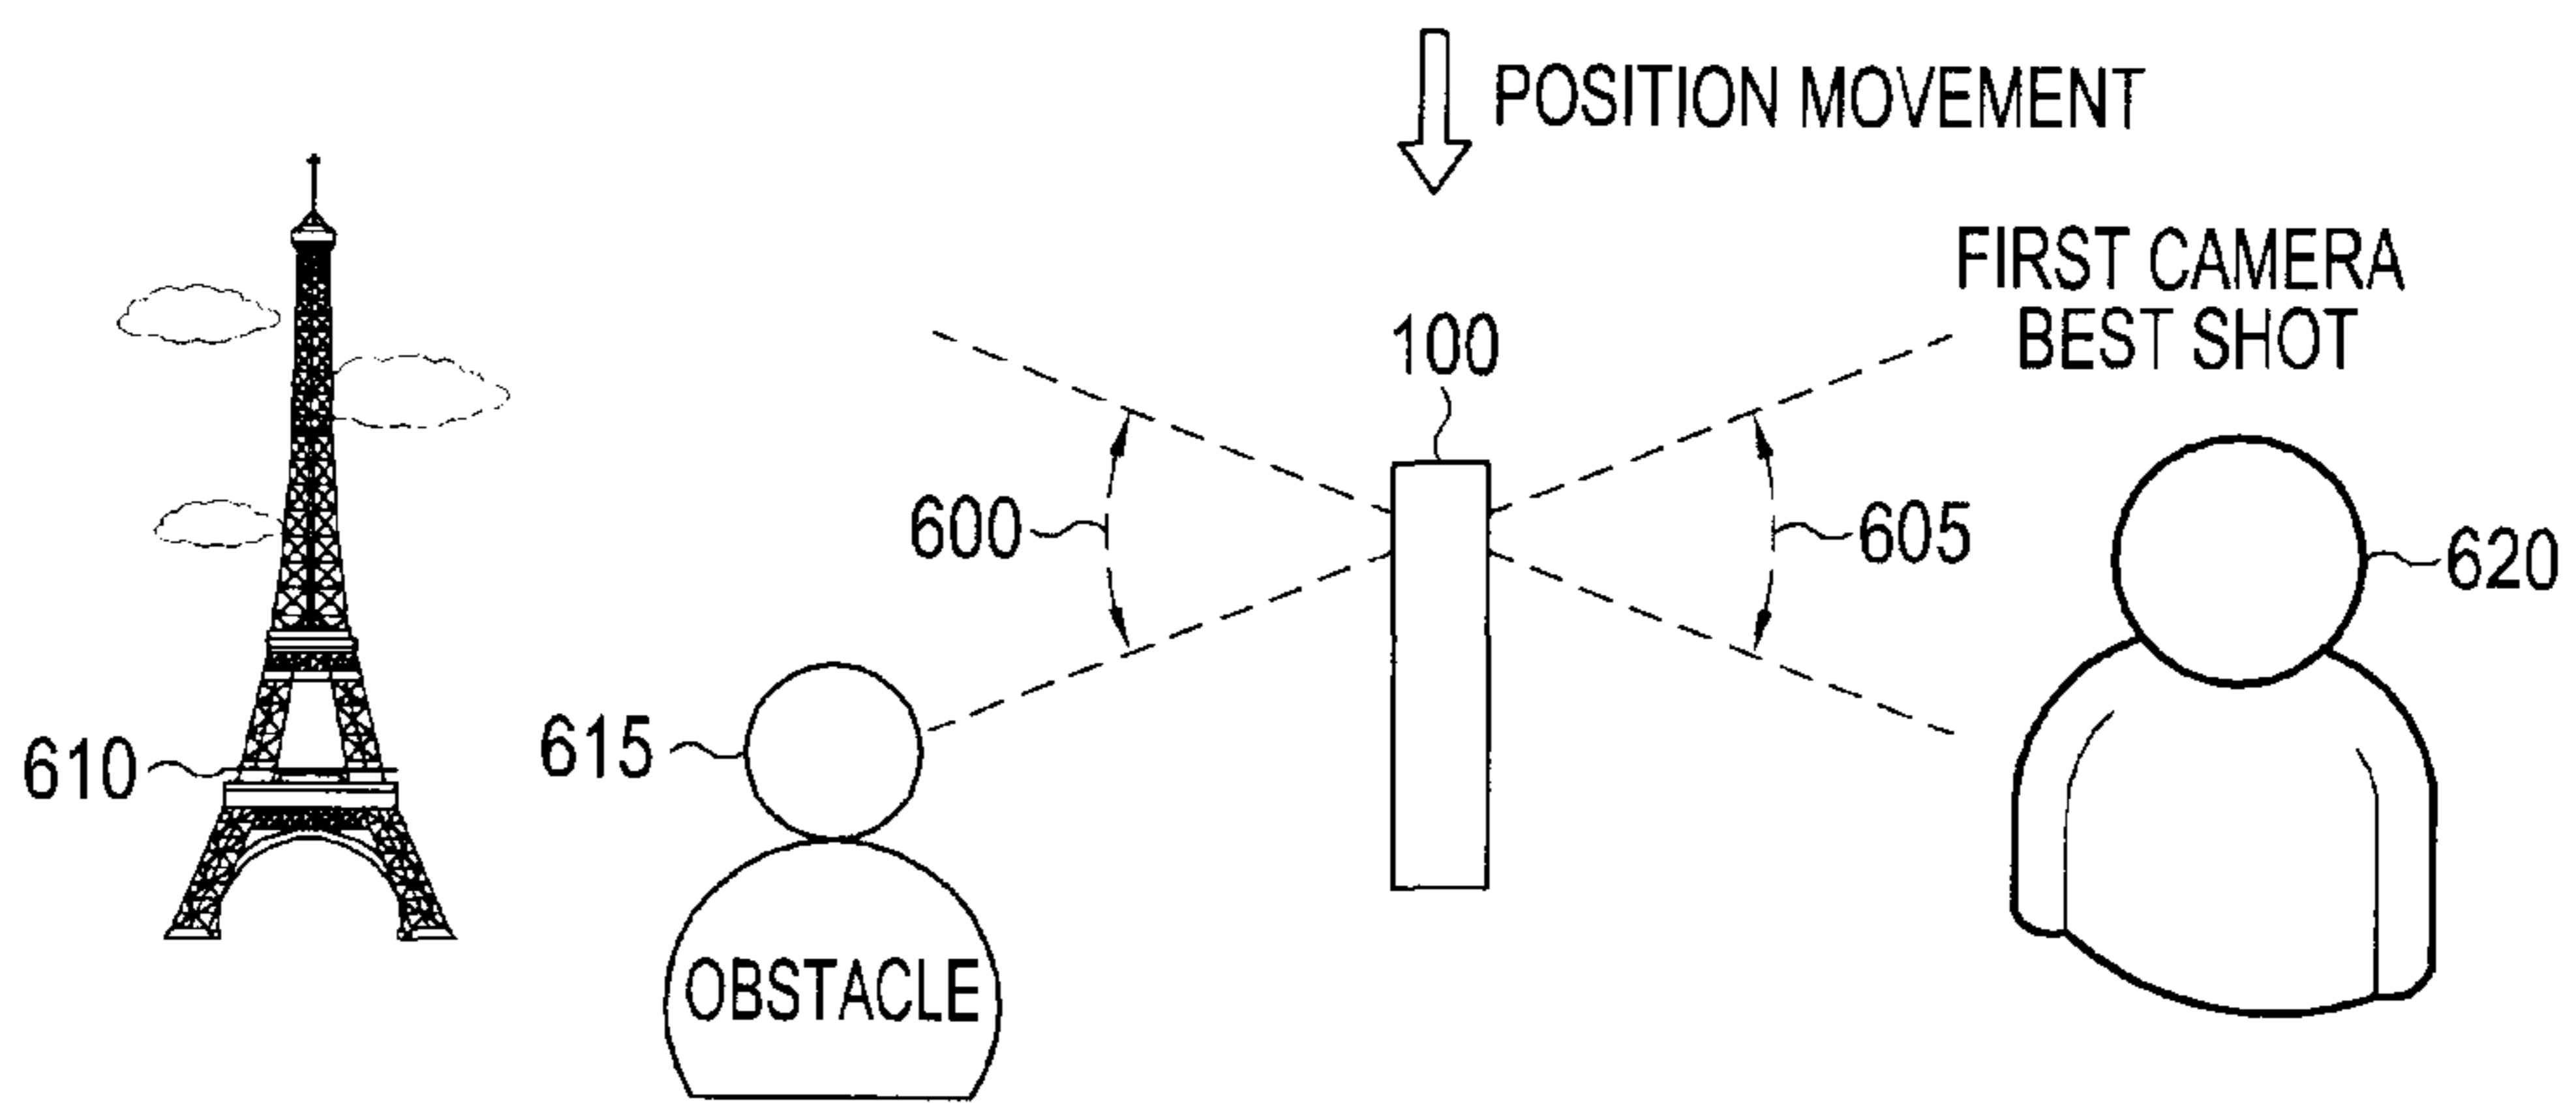 POSITION MOVEMENT
FIRST CAMERA
BEST SHOT
100
600
605
620
615
610
OBSTACLE